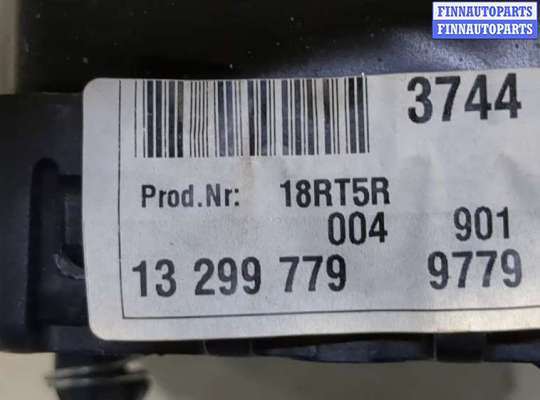 FINNAUTOPARTS
FINNAUTOPARTS
3744
Prod.Nr: 18RT5R
004 901
13 299 779 9779